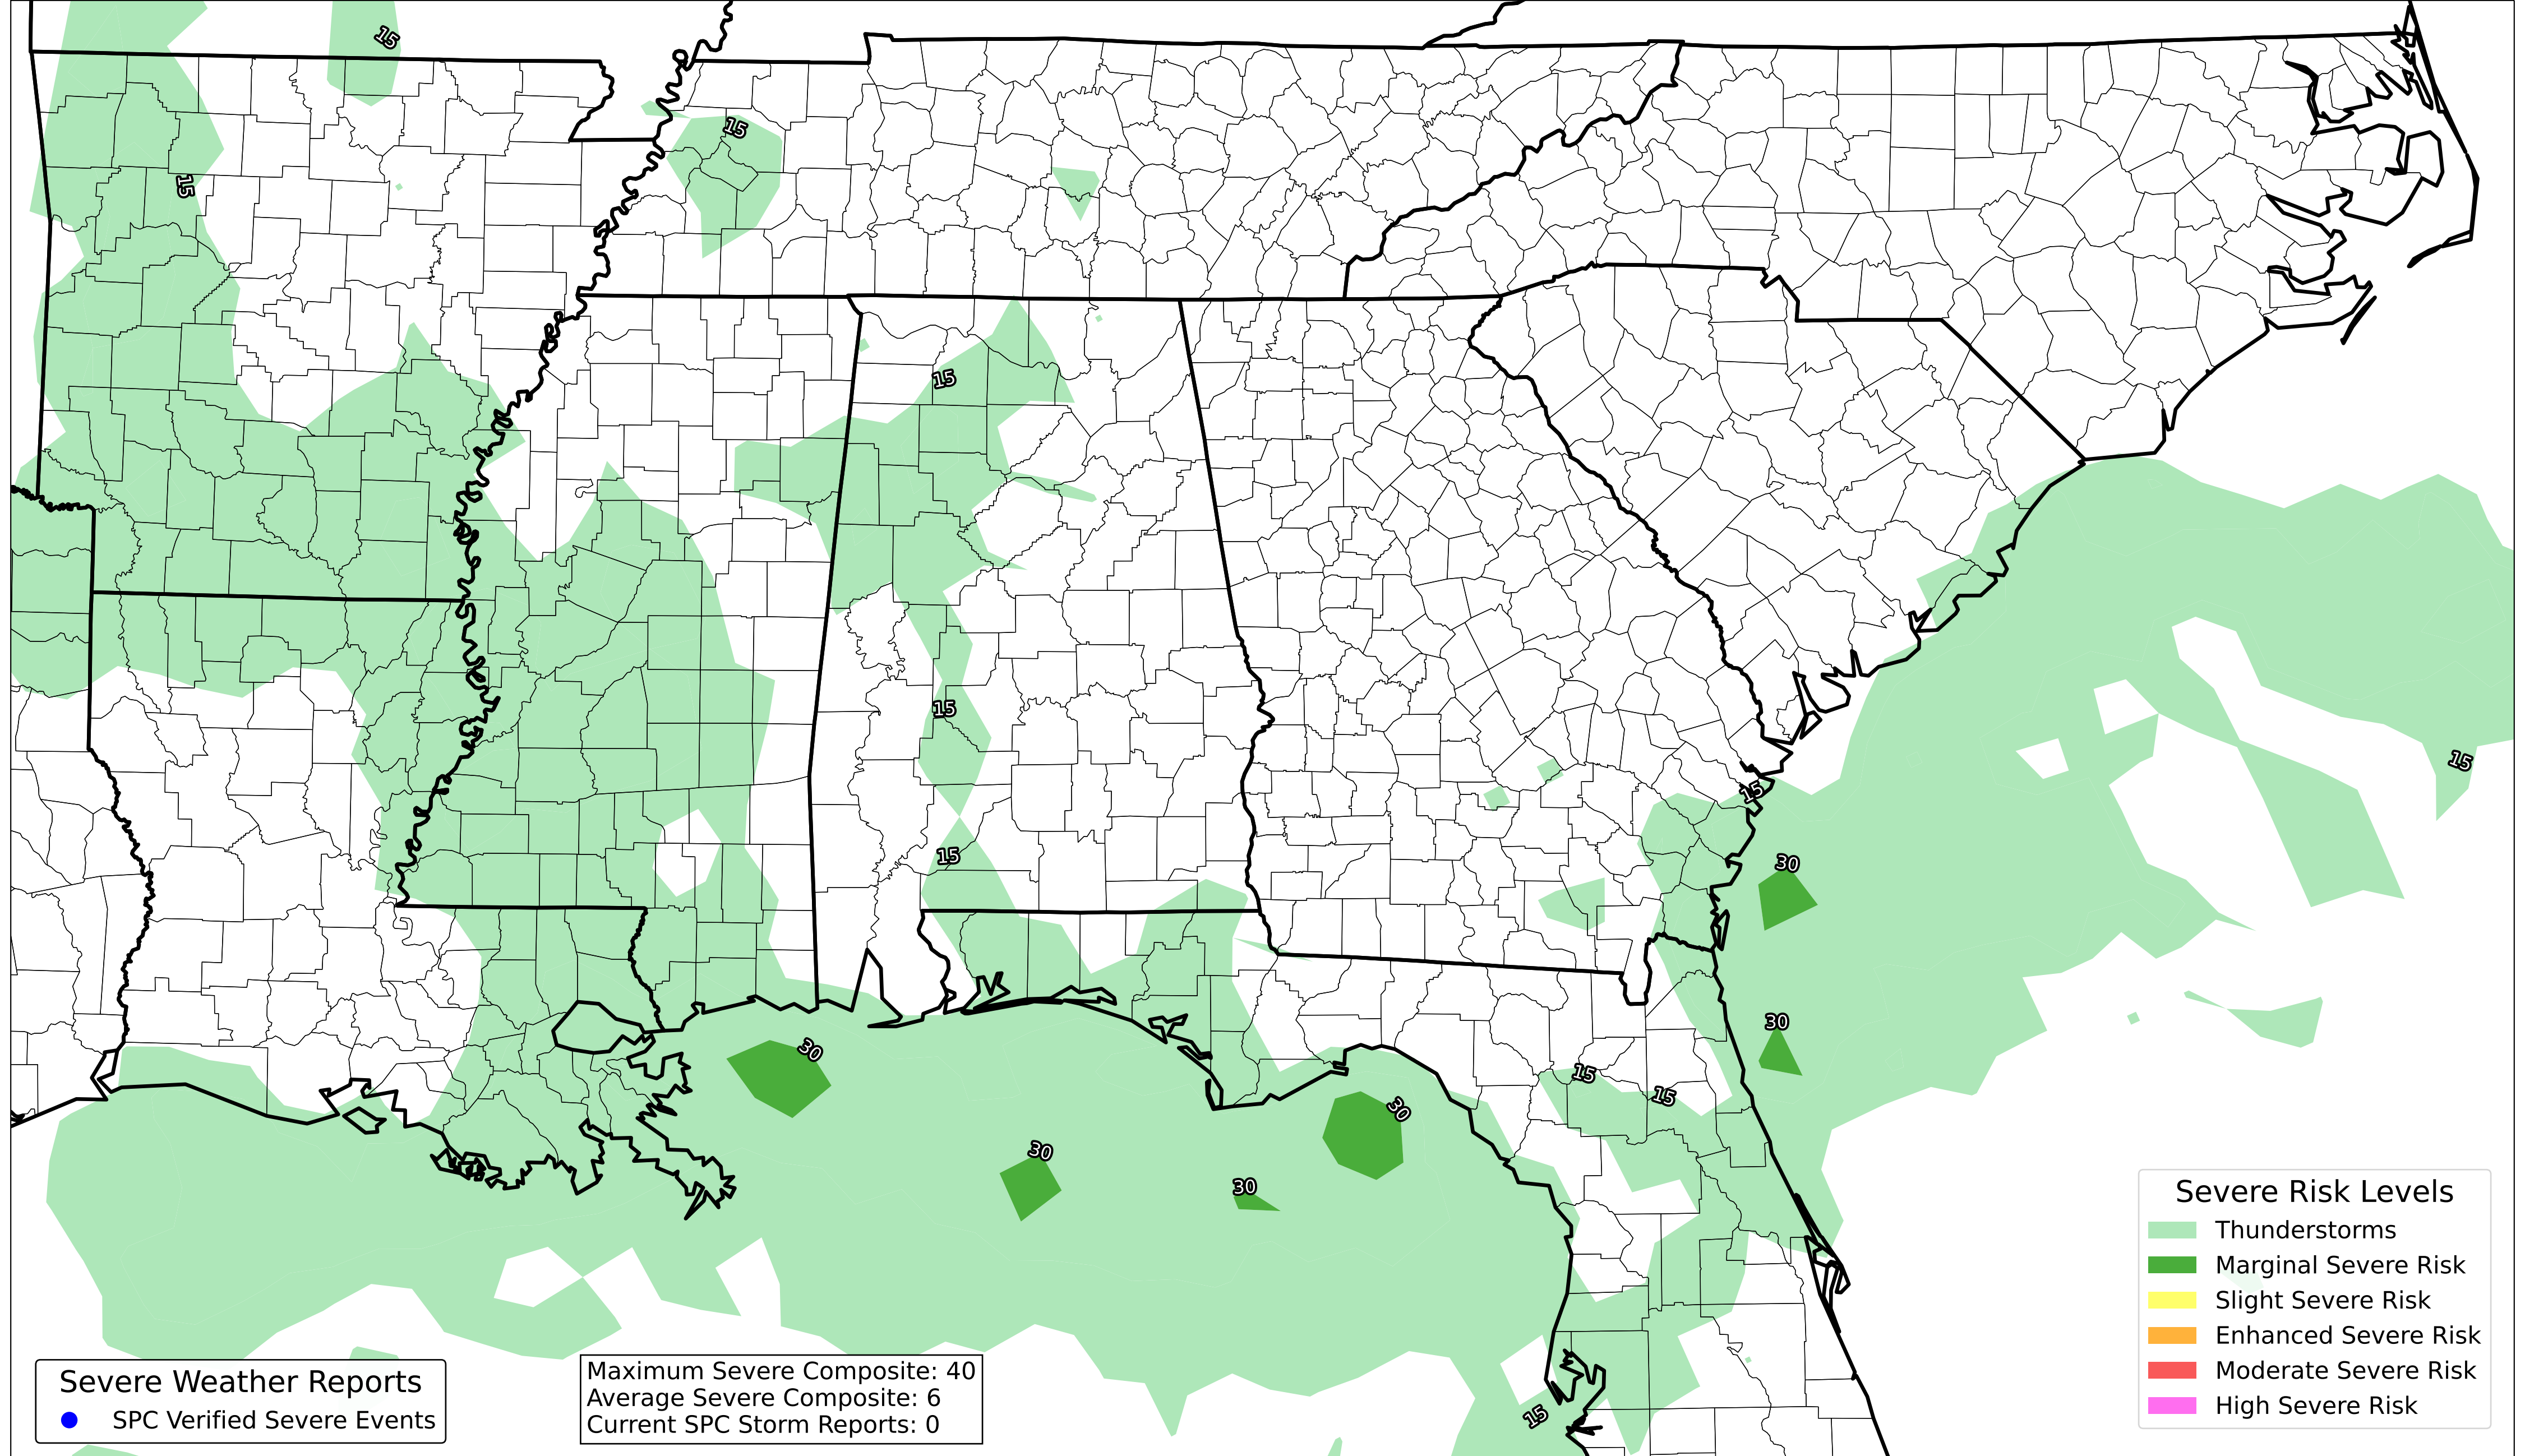 15
15
15
15
15
15
15
15
30
30
15
15
30
30
30
15
Severe Risk Levels
Thunderstorms
Marginal Severe Risk
Slight Severe Risk
Enhanced Severe Risk
Moderate Severe Risk
High Severe Risk
Severe Weather Reports
SPC Verified Severe Events
Maximum Severe Composite: 40
Average Severe Composite: 6
Current SPC Storm Reports: 0
15